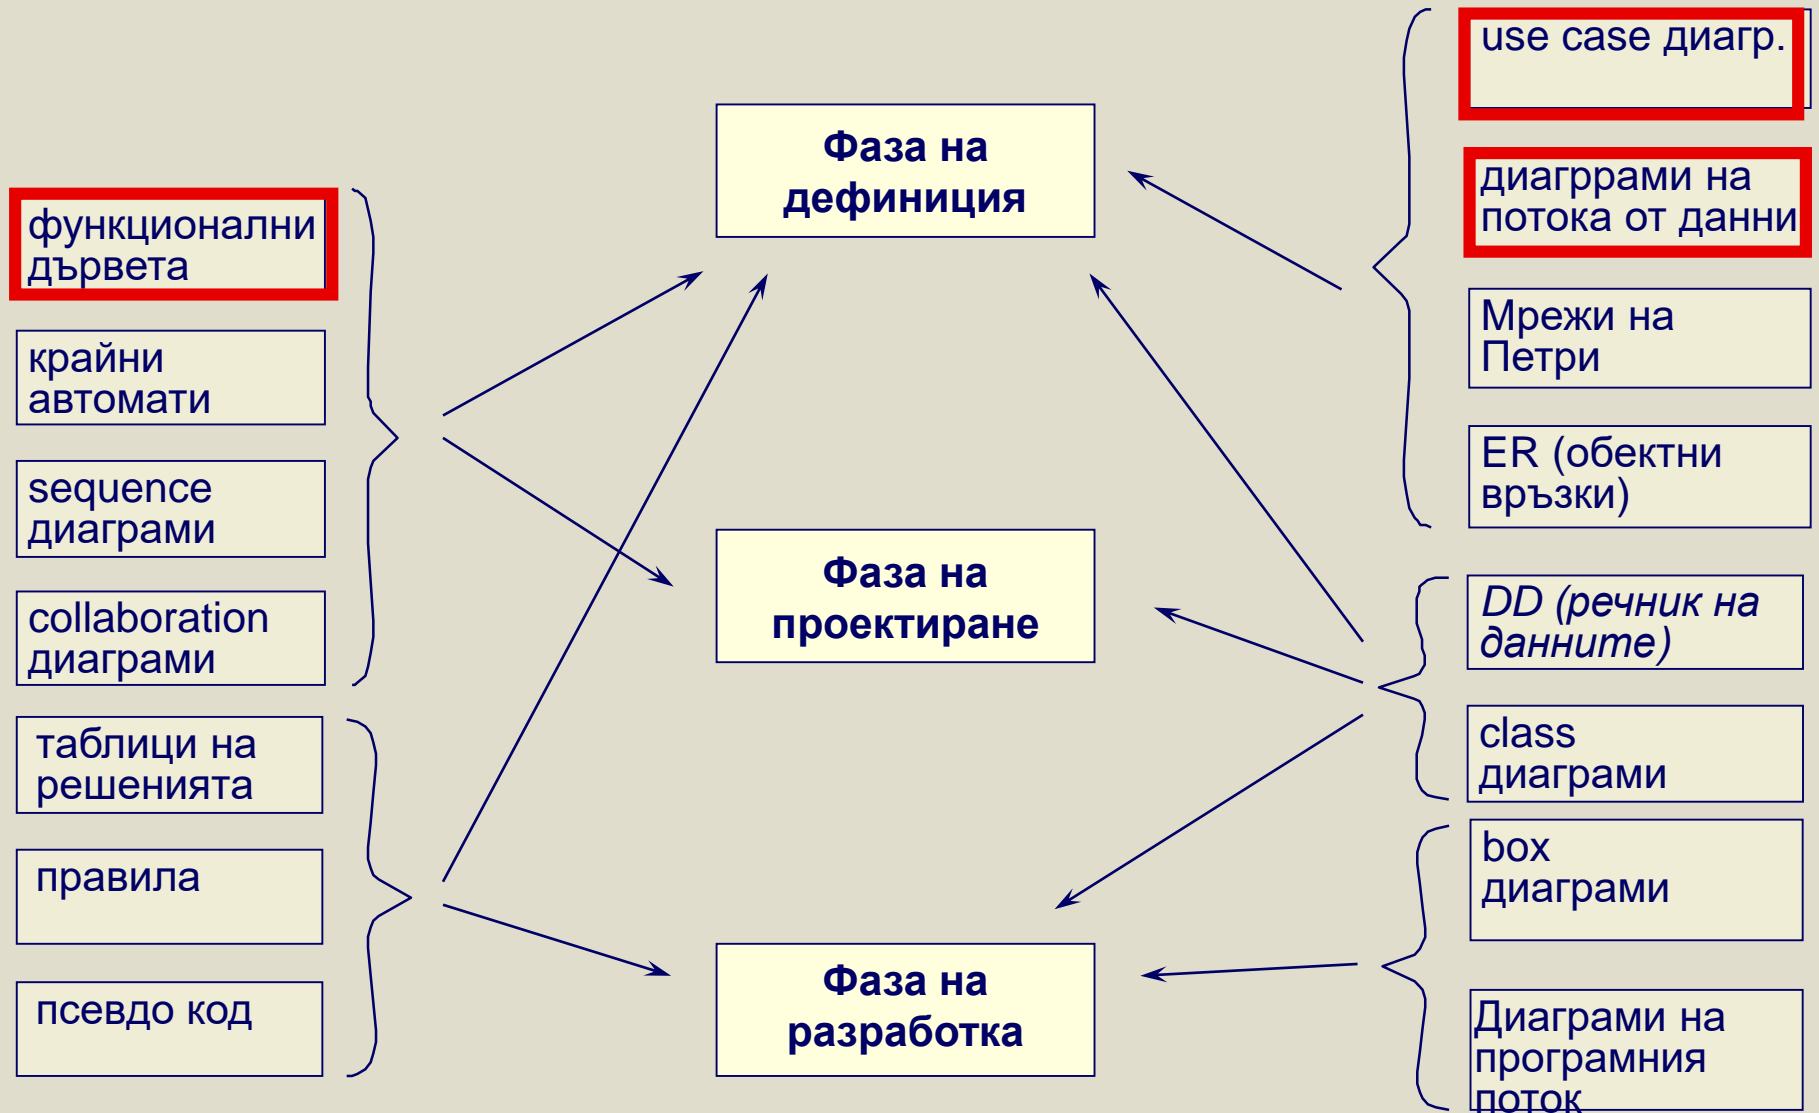 функционални
дървета
крайни
автомати
sequence
диаграми
collaboration
диаграми
таблици на
решенията
правила
псевдо код
Фаза на
дефиниция
Фаза на
проектиране
Фаза на
разработка
use case диагр.
диагррами на
потока от данни
Мрежи на
Петри
ER (обектни
връзки)
DD (речник на
данните)
class
диаграми
box
диаграми
Диаграми на
програмния
поток